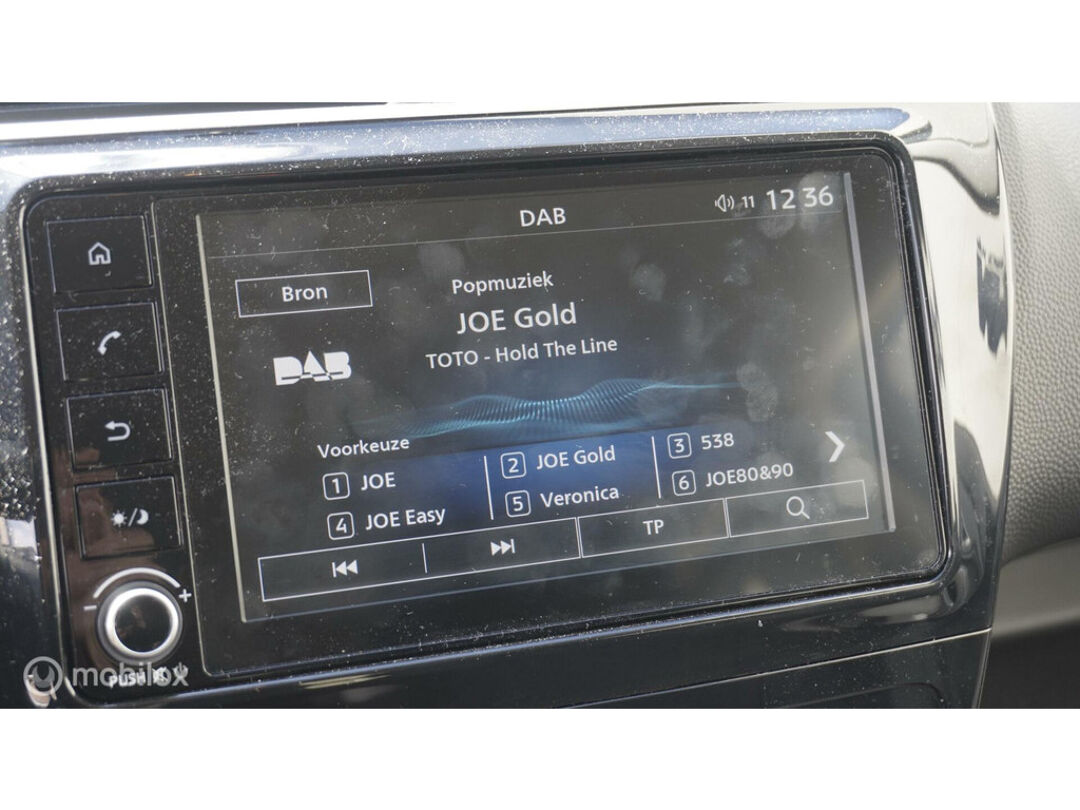 DAB
11 12 36
Bron
Popmuziek
JOE Gold
DAB
TOTO - Hold The Line
Voorkeuze
1 JOE
2 JOE Gold
3 538
4 JOE Easy
5 Veronica
6 JOE80&90
TP
- +
PUSH
mobilox